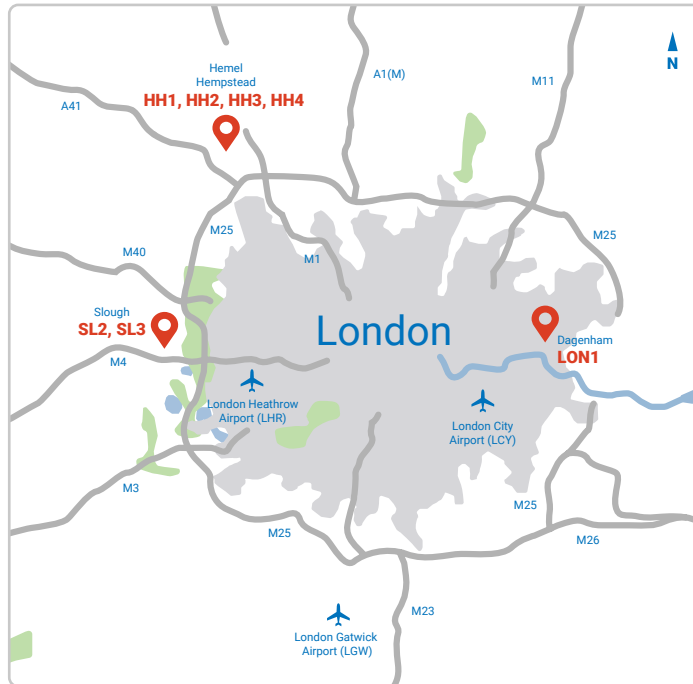 Hemel
Hempstead
HH1, HH2, HH3, HH4
A1(M)
N
M11
A41
M25
M25
M40
M1
Slough
SL2, SL3
London
Dagenham
LON1
M4
London Heathrow
Airport (LHR)
London City
Airport (LCY)
M3
M25
M25
M26
M23
London Gatwick
Airport (LGW)